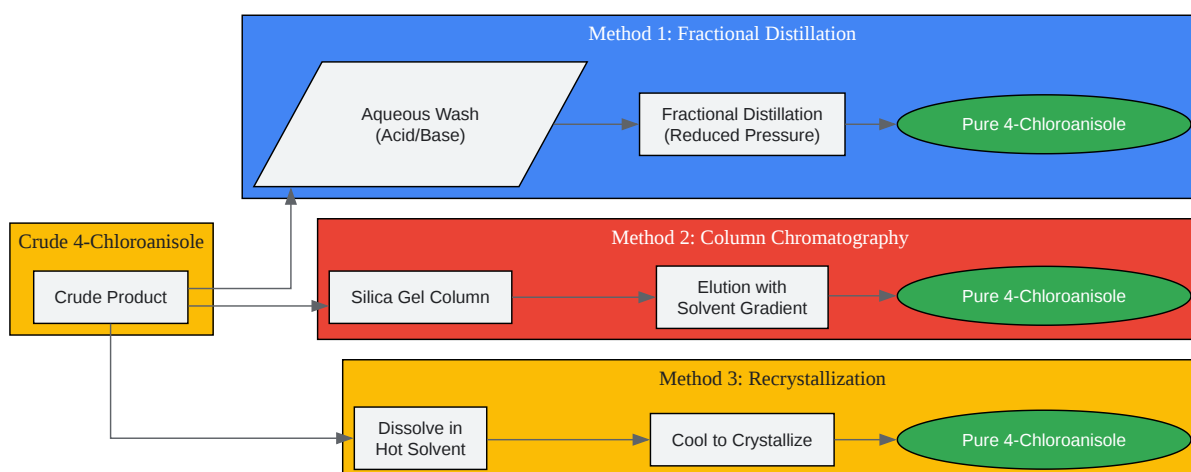 Method 1: Fractional Distillation
Aqueous Wash
(Acid/Base)
Fractional Distillation
(Reduced Pressure)
Pure 4-Chloroanisole
Crude 4-Chloroanisole
Crude Product
Method 2: Column Chromatography
Silica Gel Column
Elution with
Solvent Gradient
Pure 4-Chloroanisole
Method 3: Recrystallization
Dissolve in
Hot Solvent
Cool to Crystallize
Pure 4-Chloroanisole